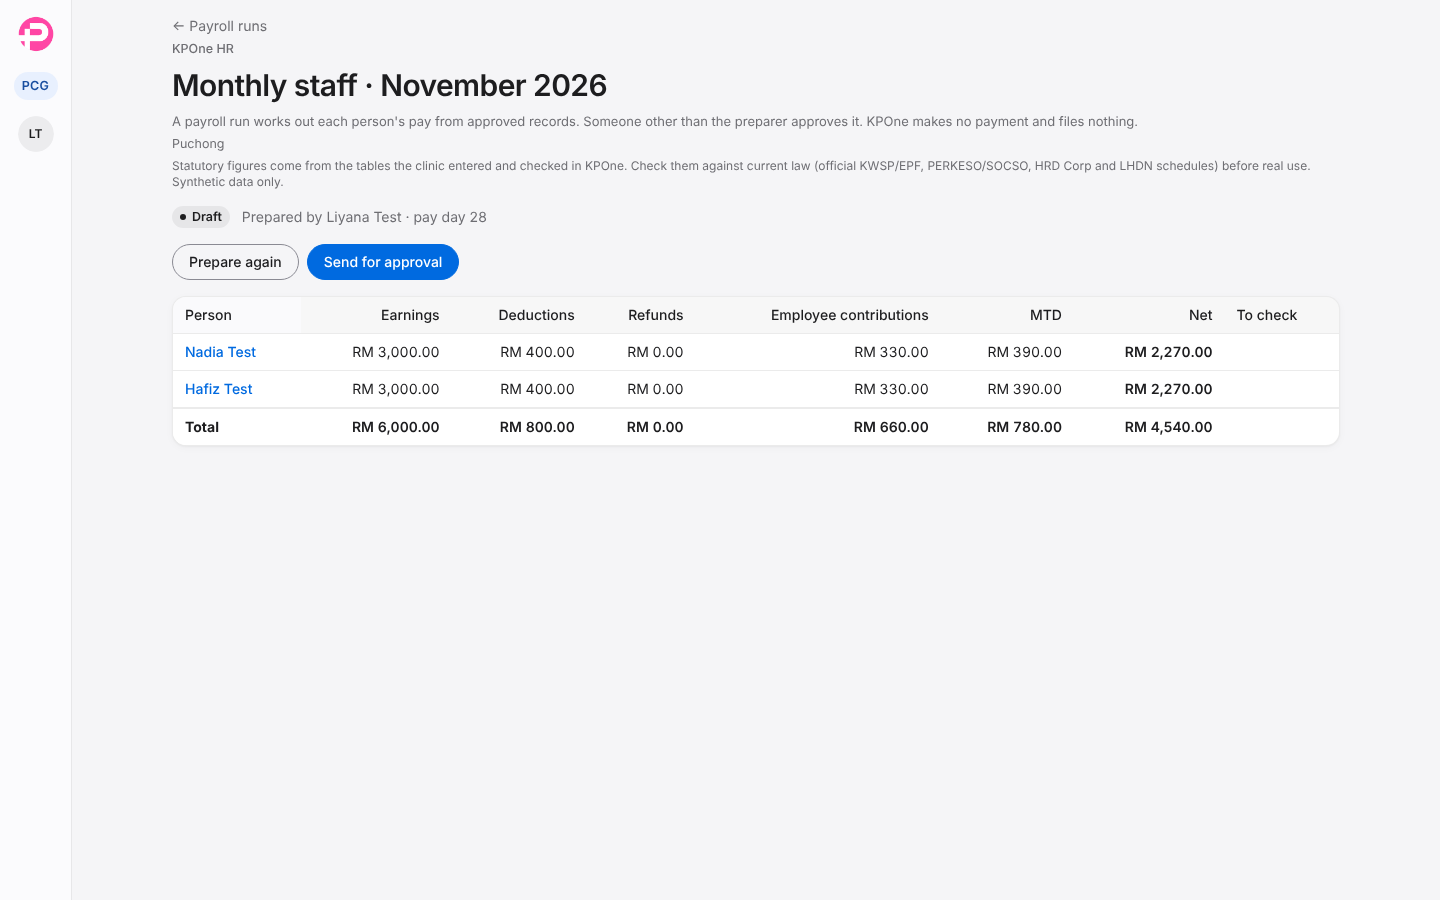 ← Payroll runs
KPOne HR
PCG
LT
Monthly staff · November 2026
A payroll run works out each person's pay from approved records. Someone other than the preparer approves it. KPOne makes no payment and files nothing.
Puchong
Statutory figures come from the tables the clinic entered and checked in KPOne. Check them against current law (official KWSP/EPF, PERKESO/SOCSO, HRD Corp and LHDN schedules) before real use.
Synthetic data only.
Draft Prepared by Liyana Test · pay day 28
Prepare again Send for approval
Person Earnings Deductions Refunds Employee contributions MTD Net To check
Nadia Test RM 3,000.00 RM 400.00 RM 0.00 RM 330.00 RM 390.00 RM 2,270.00
Hafiz Test RM 3,000.00 RM 400.00 RM 0.00 RM 330.00 RM 390.00 RM 2,270.00
Total RM 6,000.00 RM 800.00 RM 0.00 RM 660.00 RM 780.00 RM 4,540.00